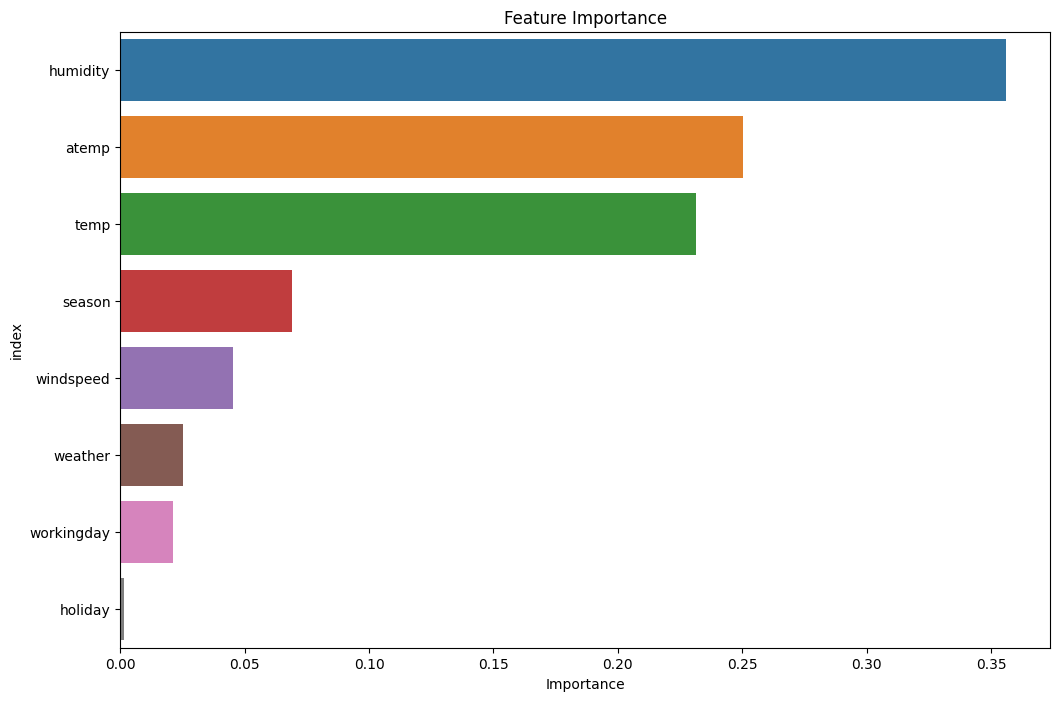 Feature Importance
humidity
atemp
temp
season
windspeed
weather
workingday
holiday
index
0.00 0.05 0.10 0.15 0.20 0.25 0.30 0.35
Importance